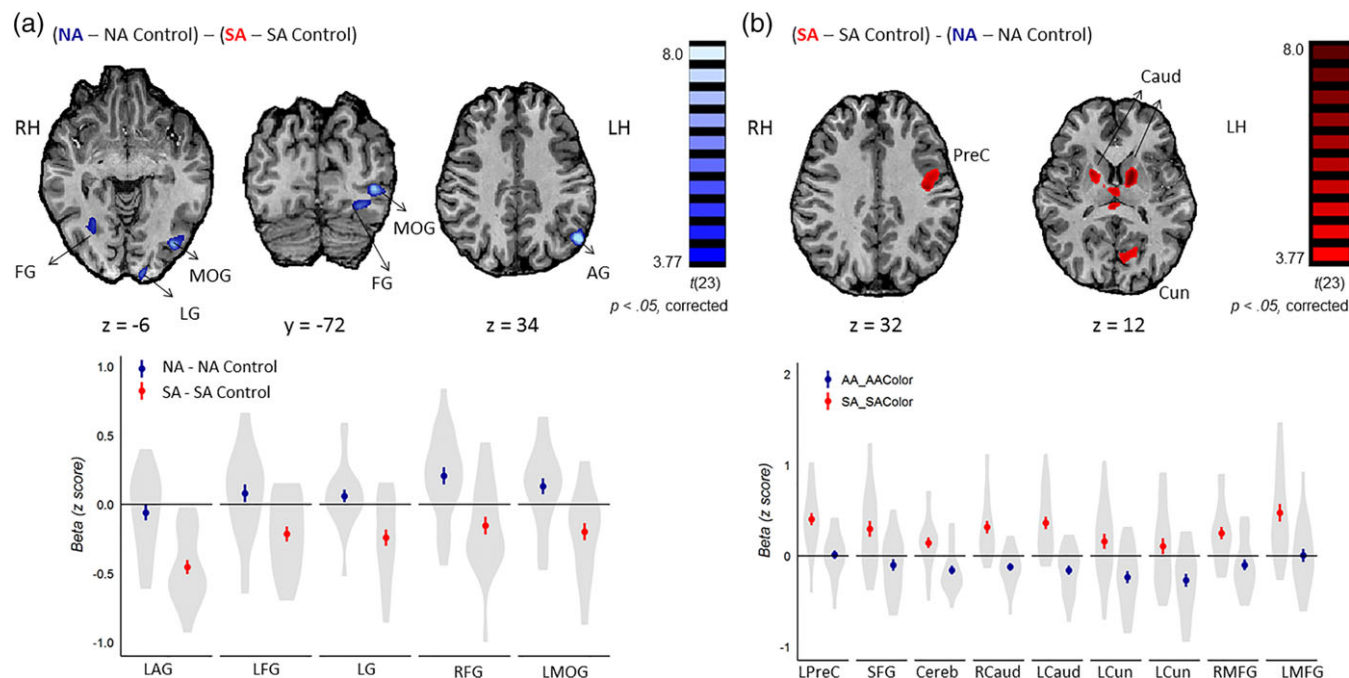 (a)
(NA – NA Control) – (SA – SA Control)
8.0
RH
LH
MOG
FG
MOG
FG
AG
LG
3.77
t(23)
p < .05, corrected
z = -6
y = -72
z = 34
1.0
NA - NA Control
SA - SA Control
0.5
0.0
-0.5
-1.0
Beta (z score)
LAG
LFG
LG
RFG
LMOG
(b)
(SA – SA Control) - (NA – NA Control)
8.0
Caud
RH
LH
PreC
3.77
Cun
t(23)
p < .05, corrected
z = 32
z = 12
2
AA_AAColor
SA_SAColor
1
0
-1
Beta (z score)
LPreC
SFG
Cereb
RCaud
LCaud
LCun
LCun
RMFG
LMFG